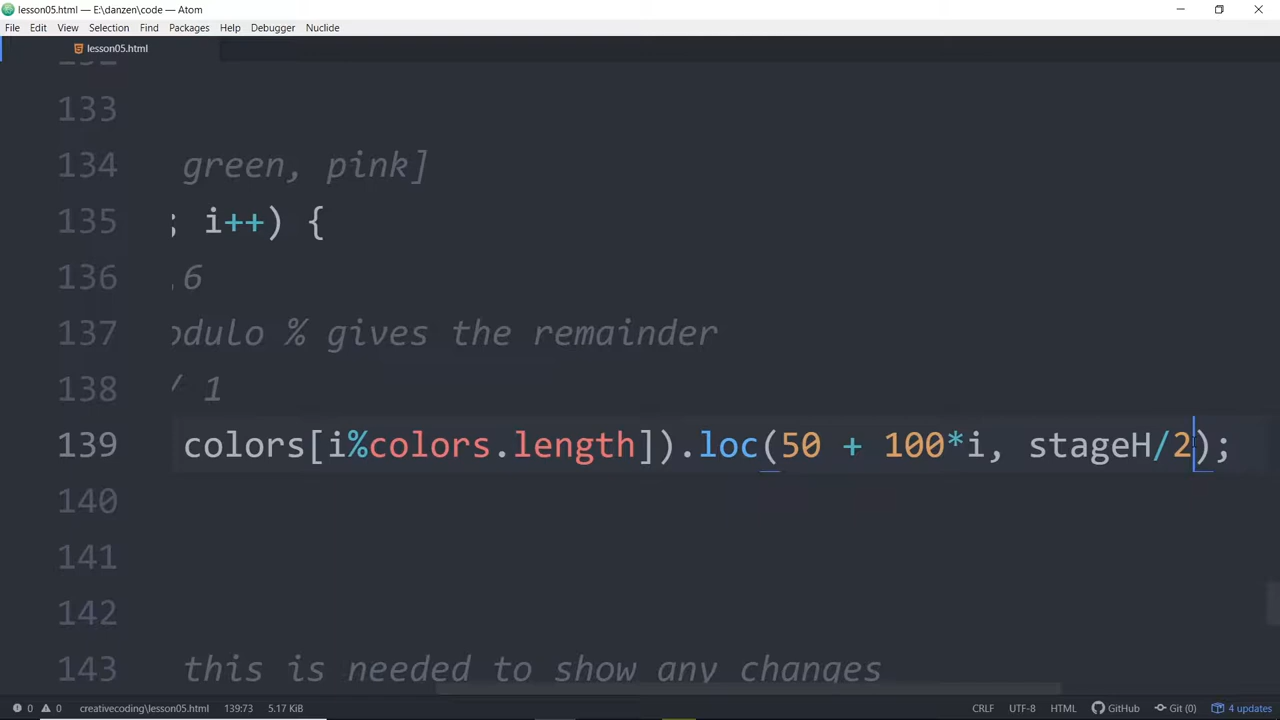 lesson05.html — E:\danzen\code — Atom
File Edit View Selection Find Packages Help Debugger Nuclide
lesson05.html
133
134 green, pink]
135 ; i++) {
136 ,6
137 odulo % gives the remainder
138 / 1
139 colors[i%colors.length]).loc(50 + 100*i, stageH/2);
140
141
142
143 this is needed to show any changes
0 0 creativecoding\lesson05.html 139:73 5.17 KiB CRLF UTF-8 HTML GitHub Git (0) 4 updates